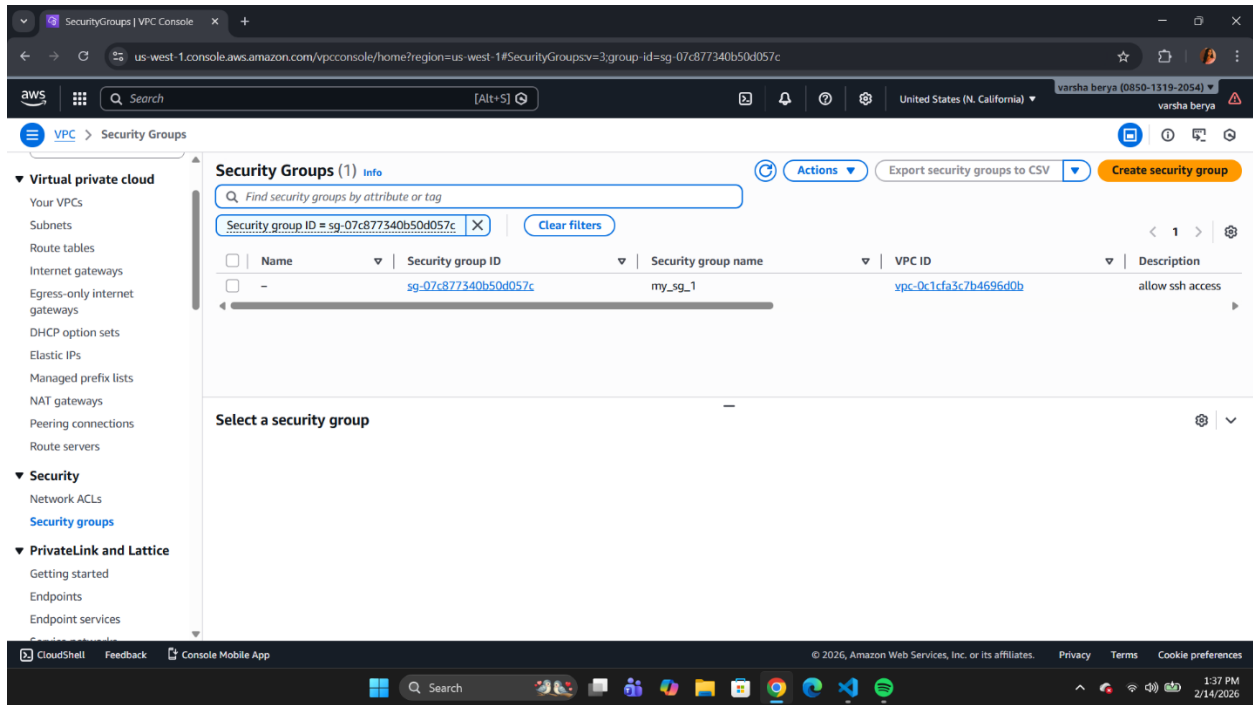 SecurityGroups | VPC Console
us-west-1.console.aws.amazon.com/vpcconsole/home?region=us-west-1#SecurityGroups:v=3;group-id=sg-07c877340b50d057c
aws
Search
[Alt+S]
United States (N. California)
varsha berya (0850-1319-2054)
varsha berya
VPC > Security Groups
Virtual private cloud
Your VPCs
Subnets
Route tables
Internet gateways
Egress-only internet
gateways
DHCP option sets
Elastic IPs
Managed prefix lists
NAT gateways
Peering connections
Route servers
Security
Network ACLs
Security groups
PrivateLink and Lattice
Getting started
Endpoints
Endpoint services
Security Groups (1) Info
Actions
Export security groups to CSV
Create security group
Find security groups by attribute or tag
Security group ID = sg-07c877340b50d057c
Clear filters
1
Name Security group ID Security group name VPC ID Description
– sg-07c877340b50d057c my_sg_1 vpc-0c1cfa3c7b4696d0b allow ssh access
Select a security group
CloudShell Feedback Console Mobile App
© 2026, Amazon Web Services, Inc. or its affiliates. Privacy Terms Cookie preferences
Search
1:37 PM
2/14/2026